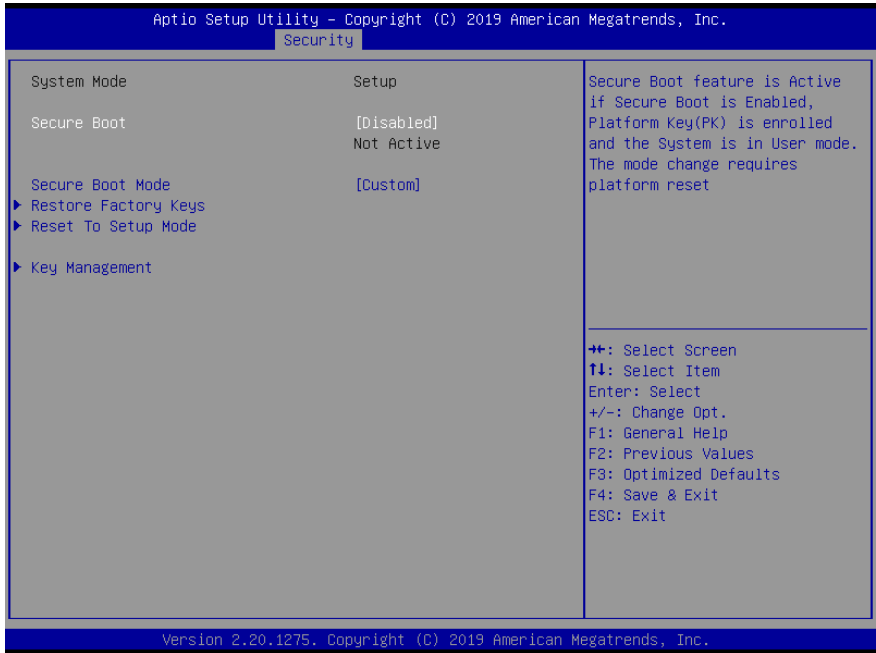 Aptio Setup Utility – Copyright (C) 2019 American Megatrends, Inc.
Security
System Mode Setup
Secure Boot [Disabled]
Not Active
Secure Boot Mode [Custom]
Restore Factory Keys
Reset To Setup Mode
Key Management
Secure Boot feature is Active
if Secure Boot is Enabled,
Platform Key(PK) is enrolled
and the System is in User mode.
The mode change requires
platform reset
→←: Select Screen
↑↓: Select Item
Enter: Select
+/-: Change Opt.
F1: General Help
F2: Previous Values
F3: Optimized Defaults
F4: Save & Exit
ESC: Exit
Version 2.20.1275. Copyright (C) 2019 American Megatrends, Inc.